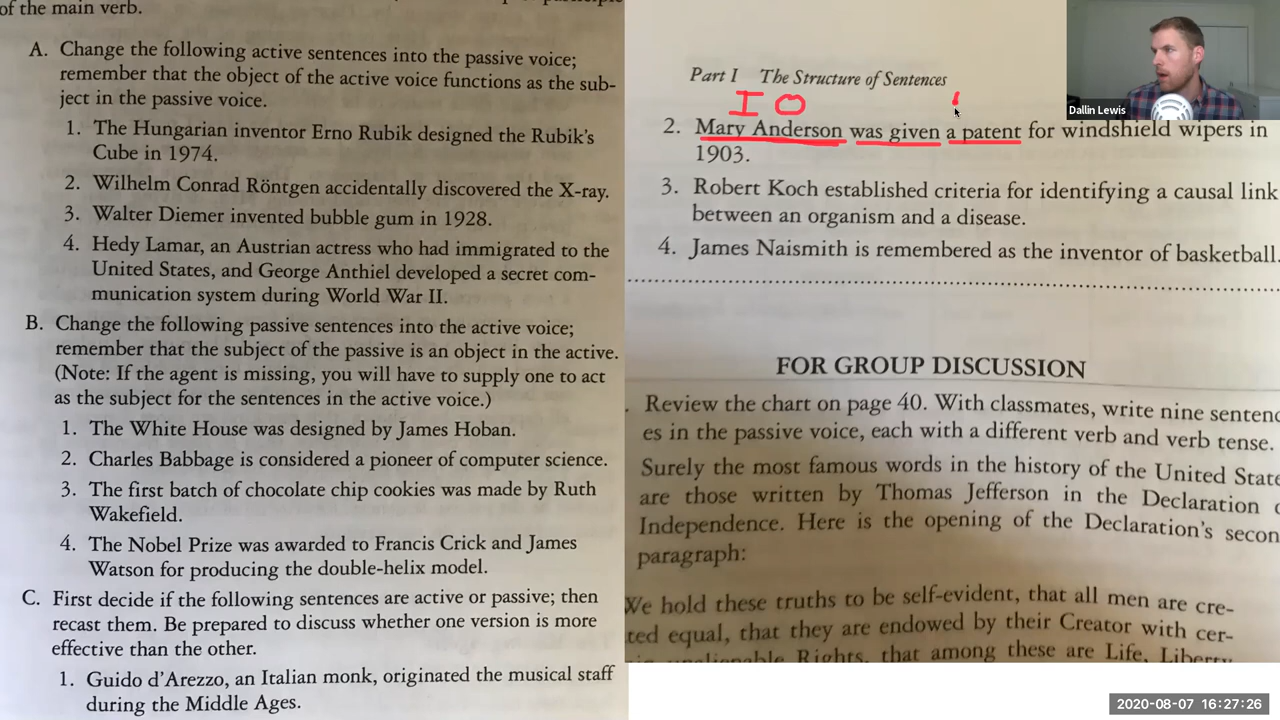 of the main verb.
A. Change the following active sentences into the passive voice;
remember that the object of the active voice functions as the sub-
ject in the passive voice.
1. The Hungarian inventor Erno Rubik designed the Rubik's
Cube in 1974.
2. Wilhelm Conrad Röntgen accidentally discovered the X-ray.
3. Walter Diemer invented bubble gum in 1928.
4. Hedy Lamar, an Austrian actress who had immigrated to the
United States, and George Anthiel developed a secret com-
munication system during World War II.
B. Change the following passive sentences into the active voice;
remember that the subject of the passive is an object in the active.
(Note: If the agent is missing, you will have to supply one to act
as the subject for the sentences in the active voice.)
1. The White House was designed by James Hoban.
2. Charles Babbage is considered a pioneer of computer science.
3. The first batch of chocolate chip cookies was made by Ruth
Wakefield.
4. The Nobel Prize was awarded to Francis Crick and James
Watson for producing the double-helix model.
C. First decide if the following sentences are active or passive; then
recast them. Be prepared to discuss whether one version is more
effective than the other.
1. Guido d'Arezzo, an Italian monk, originated the musical staff
during the Middle Ages.
Part I The Structure of Sentences
I O
2. Mary Anderson was given a patent for windshield wipers in
1903.
3. Robert Koch established criteria for identifying a causal link
between an organism and a disease.
4. James Naismith is remembered as the inventor of basketball.
FOR GROUP DISCUSSION
Review the chart on page 40. With classmates, write nine sentenc
es in the passive voice, each with a different verb and verb tense.
Surely the most famous words in the history of the United State
are those written by Thomas Jefferson in the Declaration
Independence. Here is the opening of the Declaration's secon
paragraph:
We hold these truths to be self-evident, that all men are cre-
ted equal, that they are endowed by their Creator with cer-
Rights, that among these are Life, Liberty
Dallin Lewis
2020-08-07 16:27:26